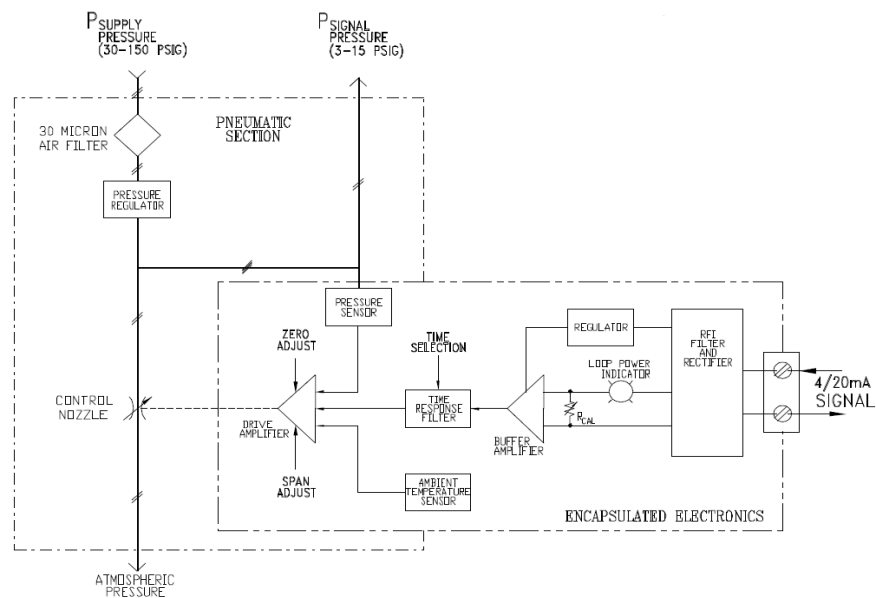 PSUPPLY
PRESSURE
(30-150 PSIG)
PSIGNAL
PRESSURE
(3-15 PSIG)
30 MICRON
AIR FILTER
PNEUMATIC
SECTION
PRESSURE
REGULATOR
PRESSURE
SENSOR
ZERO
ADJUST
TIME
SELECTION
REGULATOR
LOOP POWER
INDICATOR
RFI
FILTER
AND
RECTIFIER
4/20mA
SIGNAL
CONTROL
NOZZLE
DRIVE
AMPLIFIER
TIME
RESPONSE
FILTER
BUFFER
AMPLIFIER
RCAL
SPAN
ADJUST
AMBIENT
TEMPERATURE
SENSOR
ENCAPSULATED ELECTRONICS
ATMOSPHERIC
PRESSURE